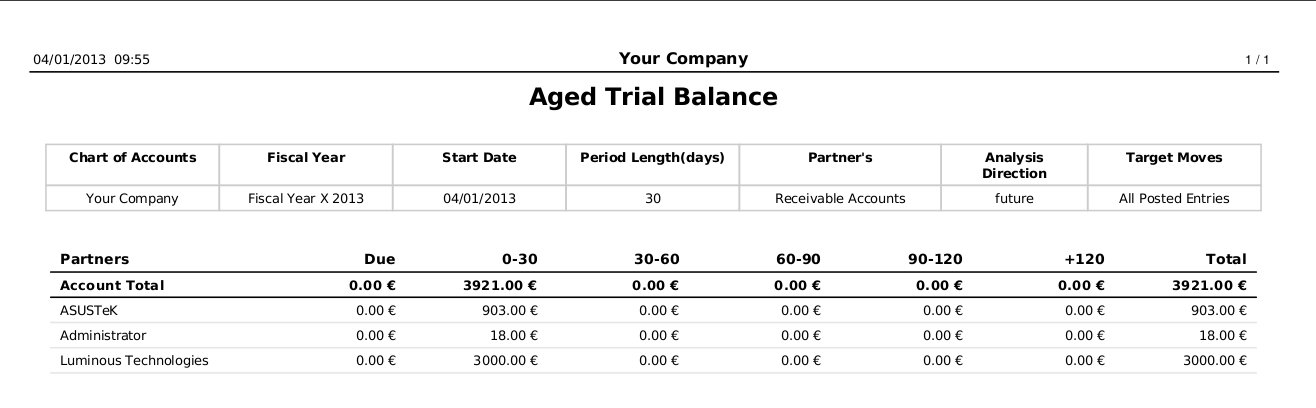 04/01/2013 09:55 Your Company 1 / 1
Aged Trial Balance
Chart of Accounts Fiscal Year Start Date Period Length(days) Partner's Analysis Direction Target Moves
Your Company Fiscal Year X 2013 04/01/2013 30 Receivable Accounts future All Posted Entries
Partners Due 0-30 30-60 60-90 90-120 +120 Total
Account Total 0.00 € 3921.00 € 0.00 € 0.00 € 0.00 € 0.00 € 3921.00 €
ASUSTeK 0.00 € 903.00 € 0.00 € 0.00 € 0.00 € 0.00 € 903.00 €
Administrator 0.00 € 18.00 € 0.00 € 0.00 € 0.00 € 0.00 € 18.00 €
Luminous Technologies 0.00 € 3000.00 € 0.00 € 0.00 € 0.00 € 0.00 € 3000.00 €